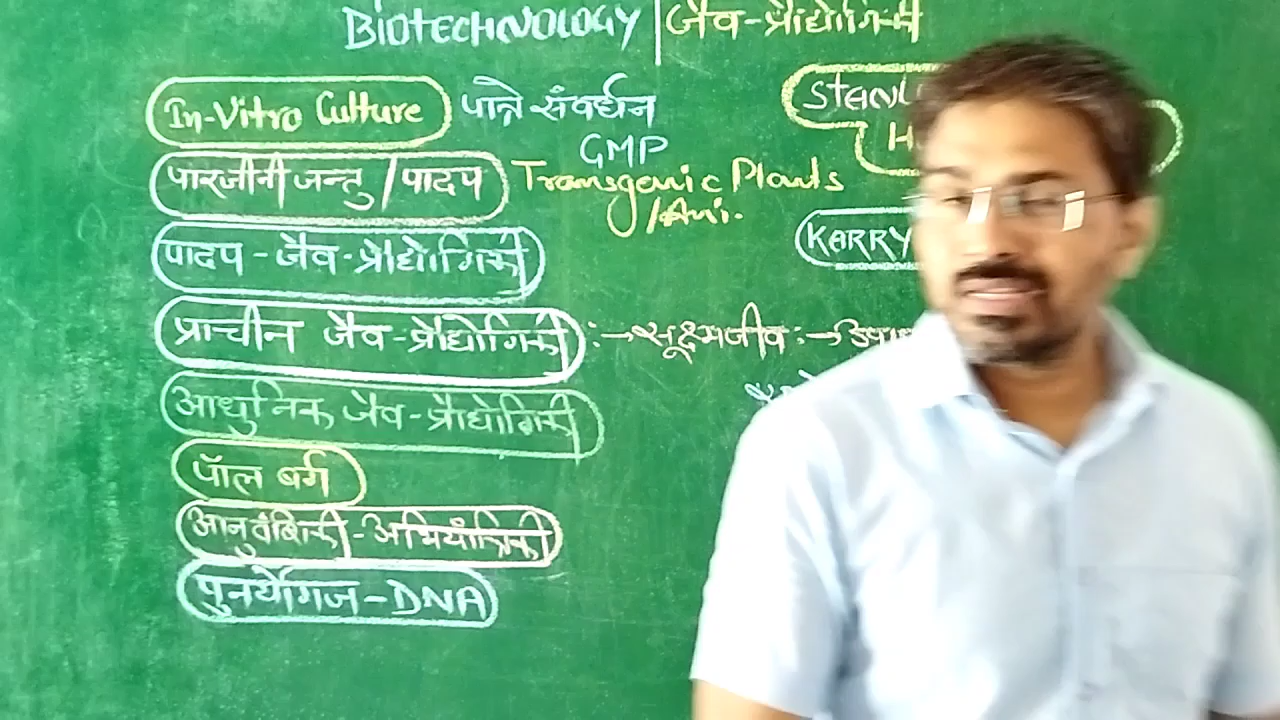 BIOTECHNOLOGY | जैव-प्रौद्योगिकी
In-Vitro Culture पात्रे संवर्धन
GMP
पारजीनी जन्तु / पादप Transgenic Plants
/Ani.
पादप-जैव-प्रौद्योगिकी
KARRY
प्राचीन जैव-प्रौद्योगिकी :→ सूक्ष्मजीव :→
आधुनिक जैव-प्रौद्योगिकी
पॉल बर्ग
आनुवंशिकी-अभियांत्रिकी
पुनर्योगज-DNA